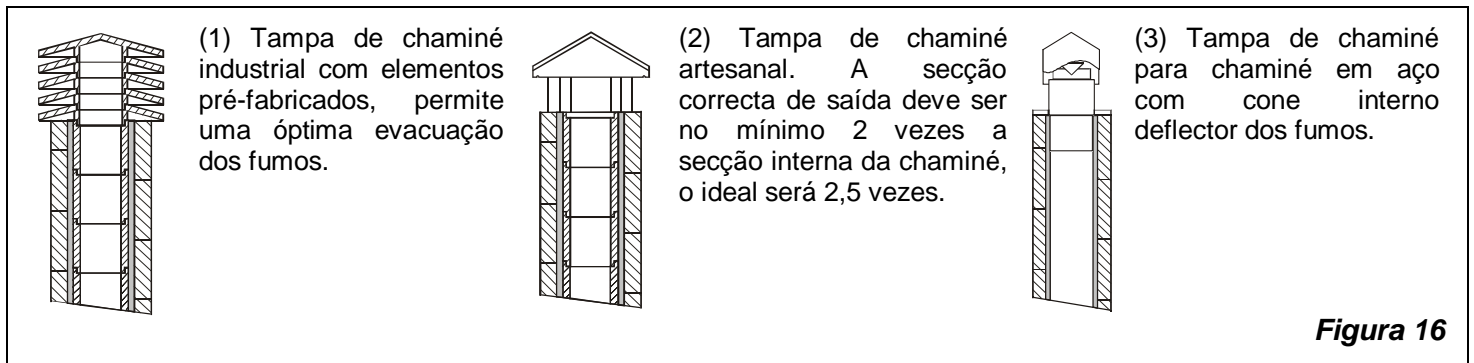 (1) Tampa de chaminé
industrial com elementos
pré-fabricados, permite
uma óptima evacuação
dos fumos.
(2) Tampa de chaminé
artesanal. A secção
correcta de saída deve ser
no mínimo 2 vezes a
secção interna da chaminé,
o ideal será 2,5 vezes.
(3) Tampa de chaminé
para chaminé em aço
com cone interno
deflector dos fumos.
Figura 16